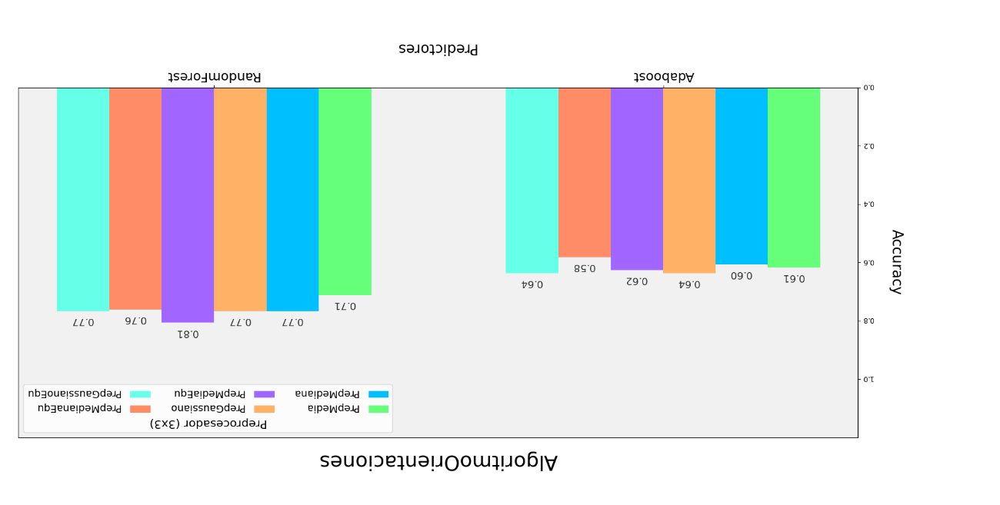 AlgoritmoOrientaciones
Preprocesador (3x3)
PrepMedia
PrepMediana
PrepGaussiano
PrepMediaEqu
PrepMedianaEqu
PrepGaussianoEqu
Accuracy
1.0
0.8
0.6
0.4
0.2
0.0
0.61
0.60
0.64
0.62
0.58
0.64
0.71
0.77
0.77
0.81
0.76
0.77
Adaboost
RandomForest
Predictores